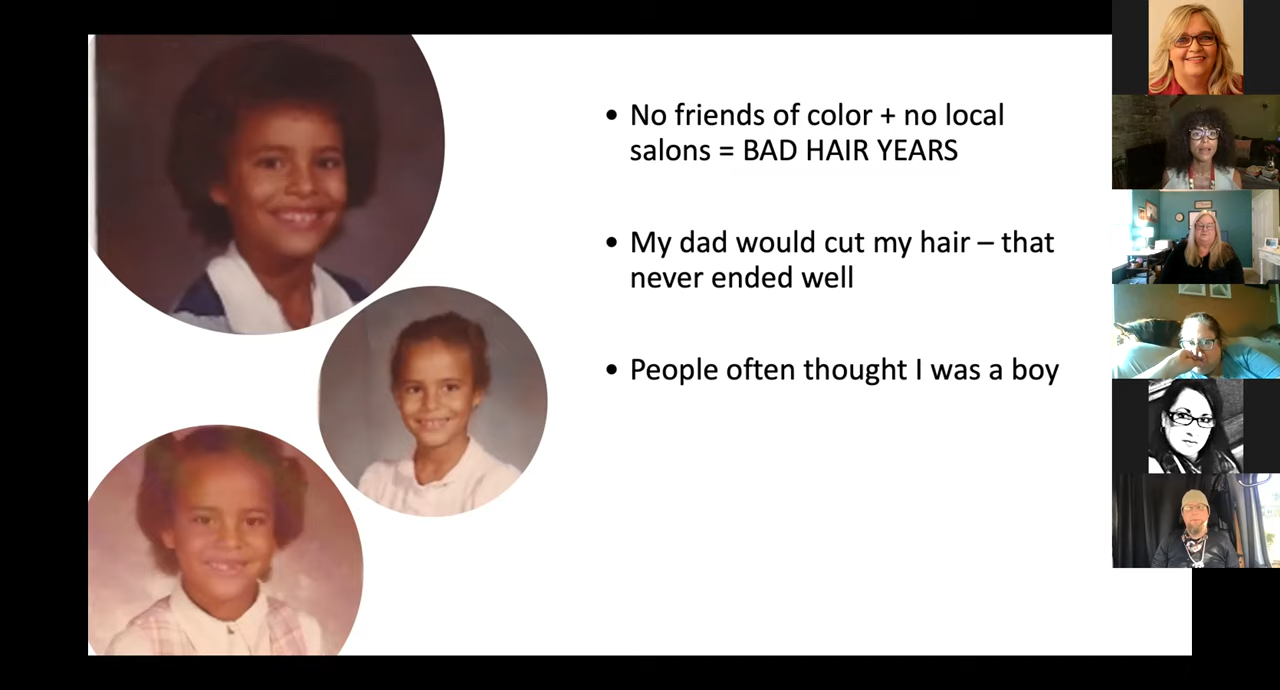 • No friends of color + no local
salons = BAD HAIR YEARS
• My dad would cut my hair – that
never ended well
• People often thought I was a boy